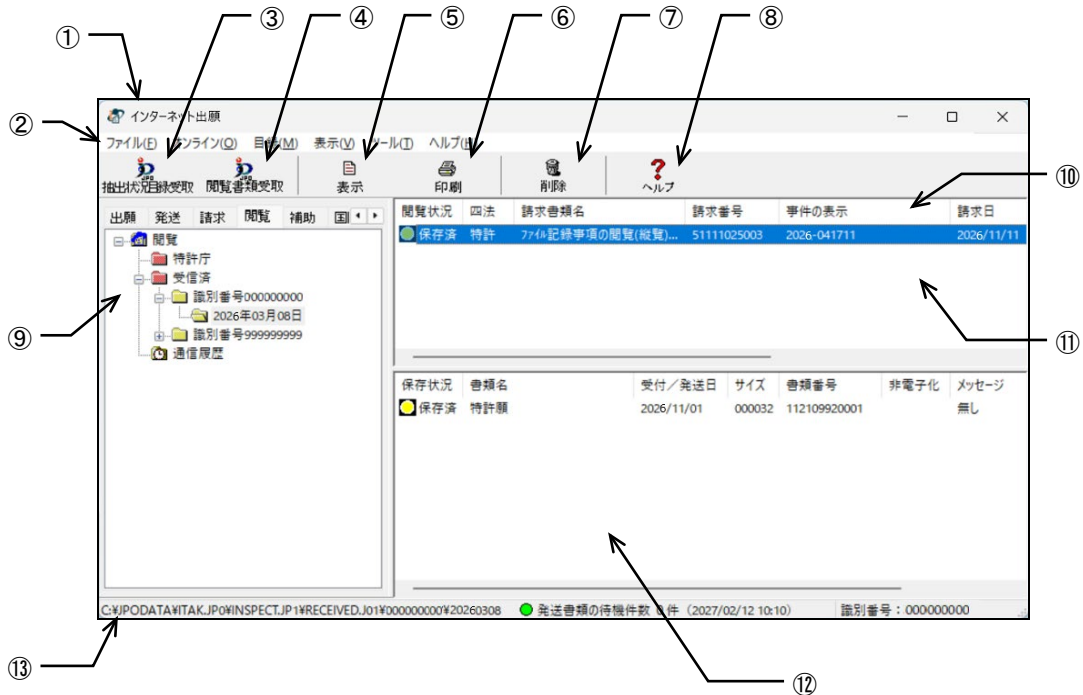 ③ ④ ⑤ ⑥ ⑦ ⑧
①
インターネット出願
②
ファイル(F) オンライン(O) 目録(M) 表示(V) ツール(T) ヘルプ(H)
抽出状況目録受取 閲覧書類受取 表示 印刷 削除 ヘルプ
⑩
出願 発送 請求 閲覧 補助 国
閲覧状況 四法 請求書類名 請求番号 事件の表示 請求日
保存済 特許 ファイル記録事項の閲覧(縦覧)... 51111025003 2026-041711 2026/11/11
閲覧
特許庁
受信済
識別番号000000000
2026年03月08日
識別番号999999999
通信履歴
⑨
⑪
保存状況 書類名 受付/発送日 サイズ 書類番号 非電子化 メッセージ
保存済 特許願 2026/11/01 000032 112109920001 無し
C:¥JPODATA¥ITAK.JP0¥INSPECT.JP1¥RECEIVED.J01¥000000000¥20260308 発送書類の待機件数 0 件 (2027/02/12 10:10) 識別番号:000000000
⑬
⑫